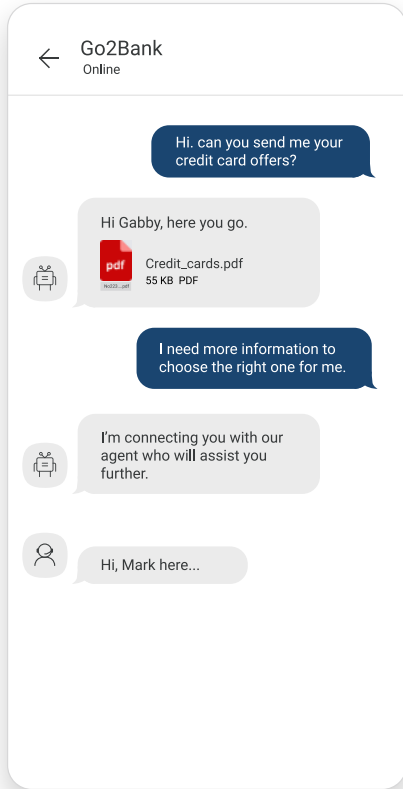 Go2Bank
Online
Hi. can you send me your
credit card offers?
Hi Gabby, here you go.
pdf
Credit_cards.pdf
55 KB PDF
I need more information to
choose the right one for me.
I'm connecting you with our
agent who will assist you
further.
Hi, Mark here...